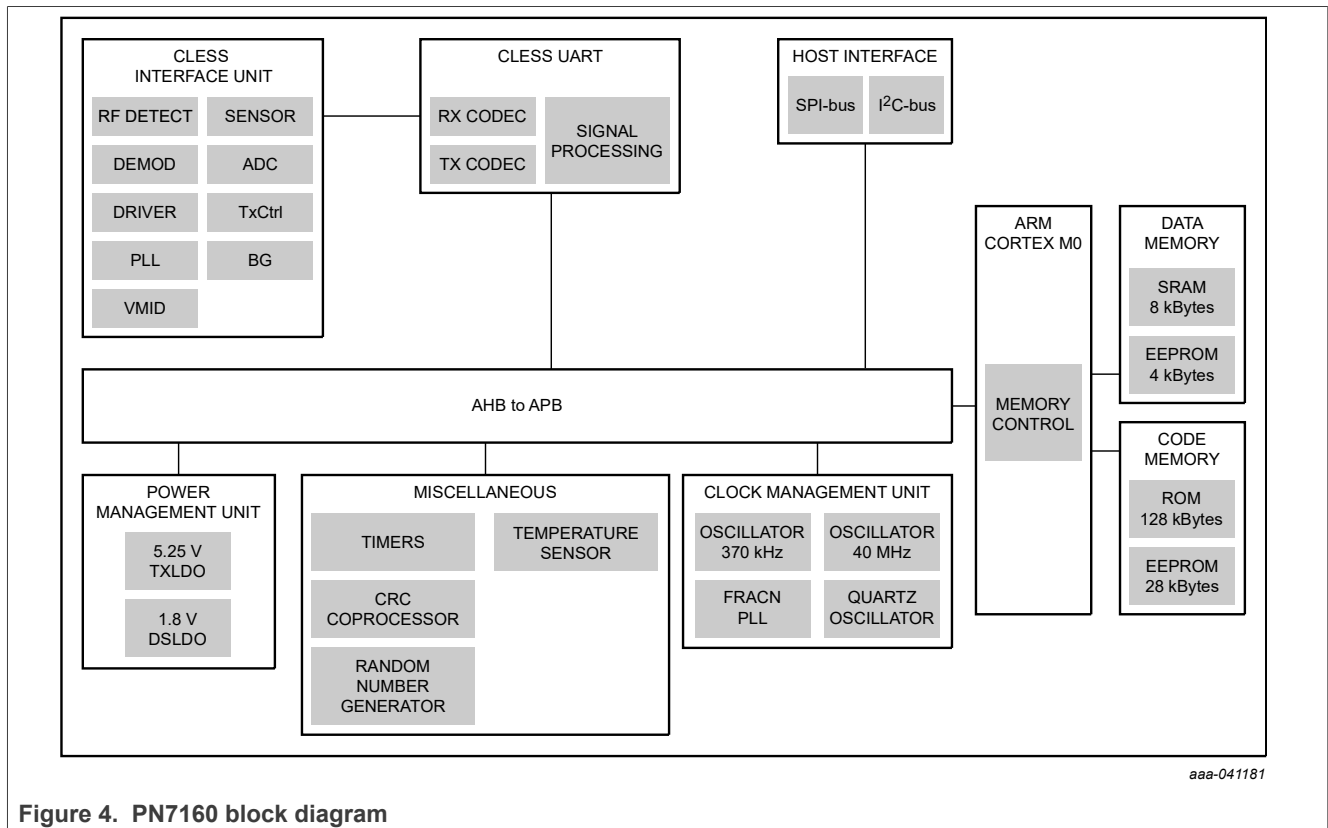 CLESS
INTERFACE UNIT
RF DETECT
SENSOR
DEMOD
ADC
DRIVER
TxCtrl
PLL
BG
VMID
CLESS UART
RX CODEC
TX CODEC
SIGNAL
PROCESSING
HOST INTERFACE
SPI-bus
I²C-bus
ARM
CORTEX M0
MEMORY
CONTROL
DATA
MEMORY
SRAM
8 kBytes
EEPROM
4 kBytes
CODE
MEMORY
ROM
128 kBytes
EEPROM
28 kBytes
AHB to APB
POWER
MANAGEMENT UNIT
5.25 V
TXLDO
1.8 V
DSLDO
MISCELLANEOUS
TIMERS
TEMPERATURE
SENSOR
CRC
COPROCESSOR
RANDOM
NUMBER
GENERATOR
CLOCK MANAGEMENT UNIT
OSCILLATOR
370 kHz
OSCILLATOR
40 MHz
FRACN
PLL
QUARTZ
OSCILLATOR
aaa-041181
Figure 4. PN7160 block diagram